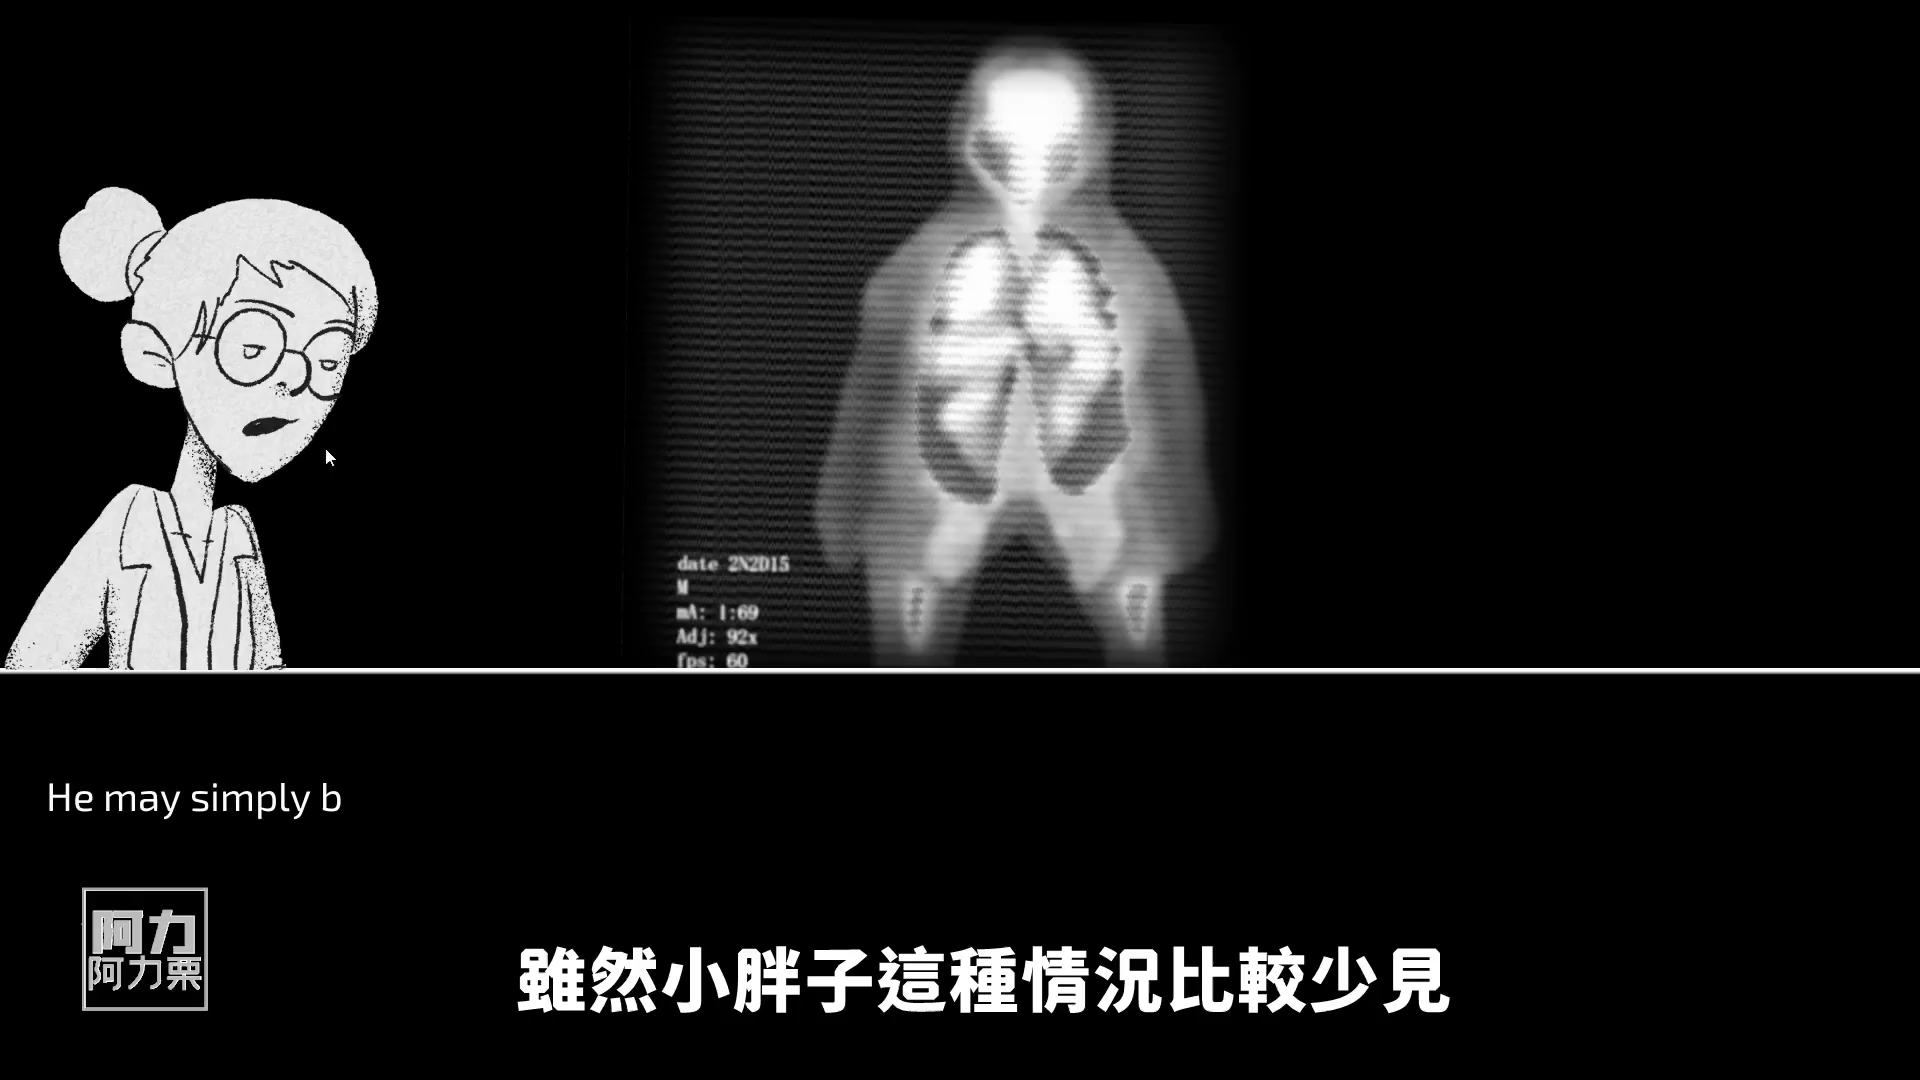 date 2N2D15
M
mA: 1:69
Adj: 92x
fps: 60
He may simply b
阿力
阿力栗
雖然小胖子這種情況比較少見